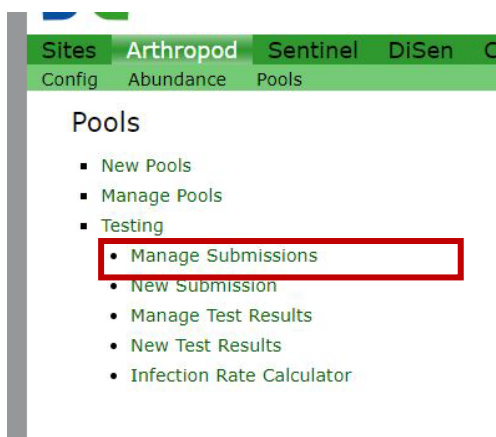 Sites Arthropod Sentinel DiSen
Config Abundance Pools
Pools
New Pools
Manage Pools
Testing
Manage Submissions
New Submission
Manage Test Results
New Test Results
Infection Rate Calculator